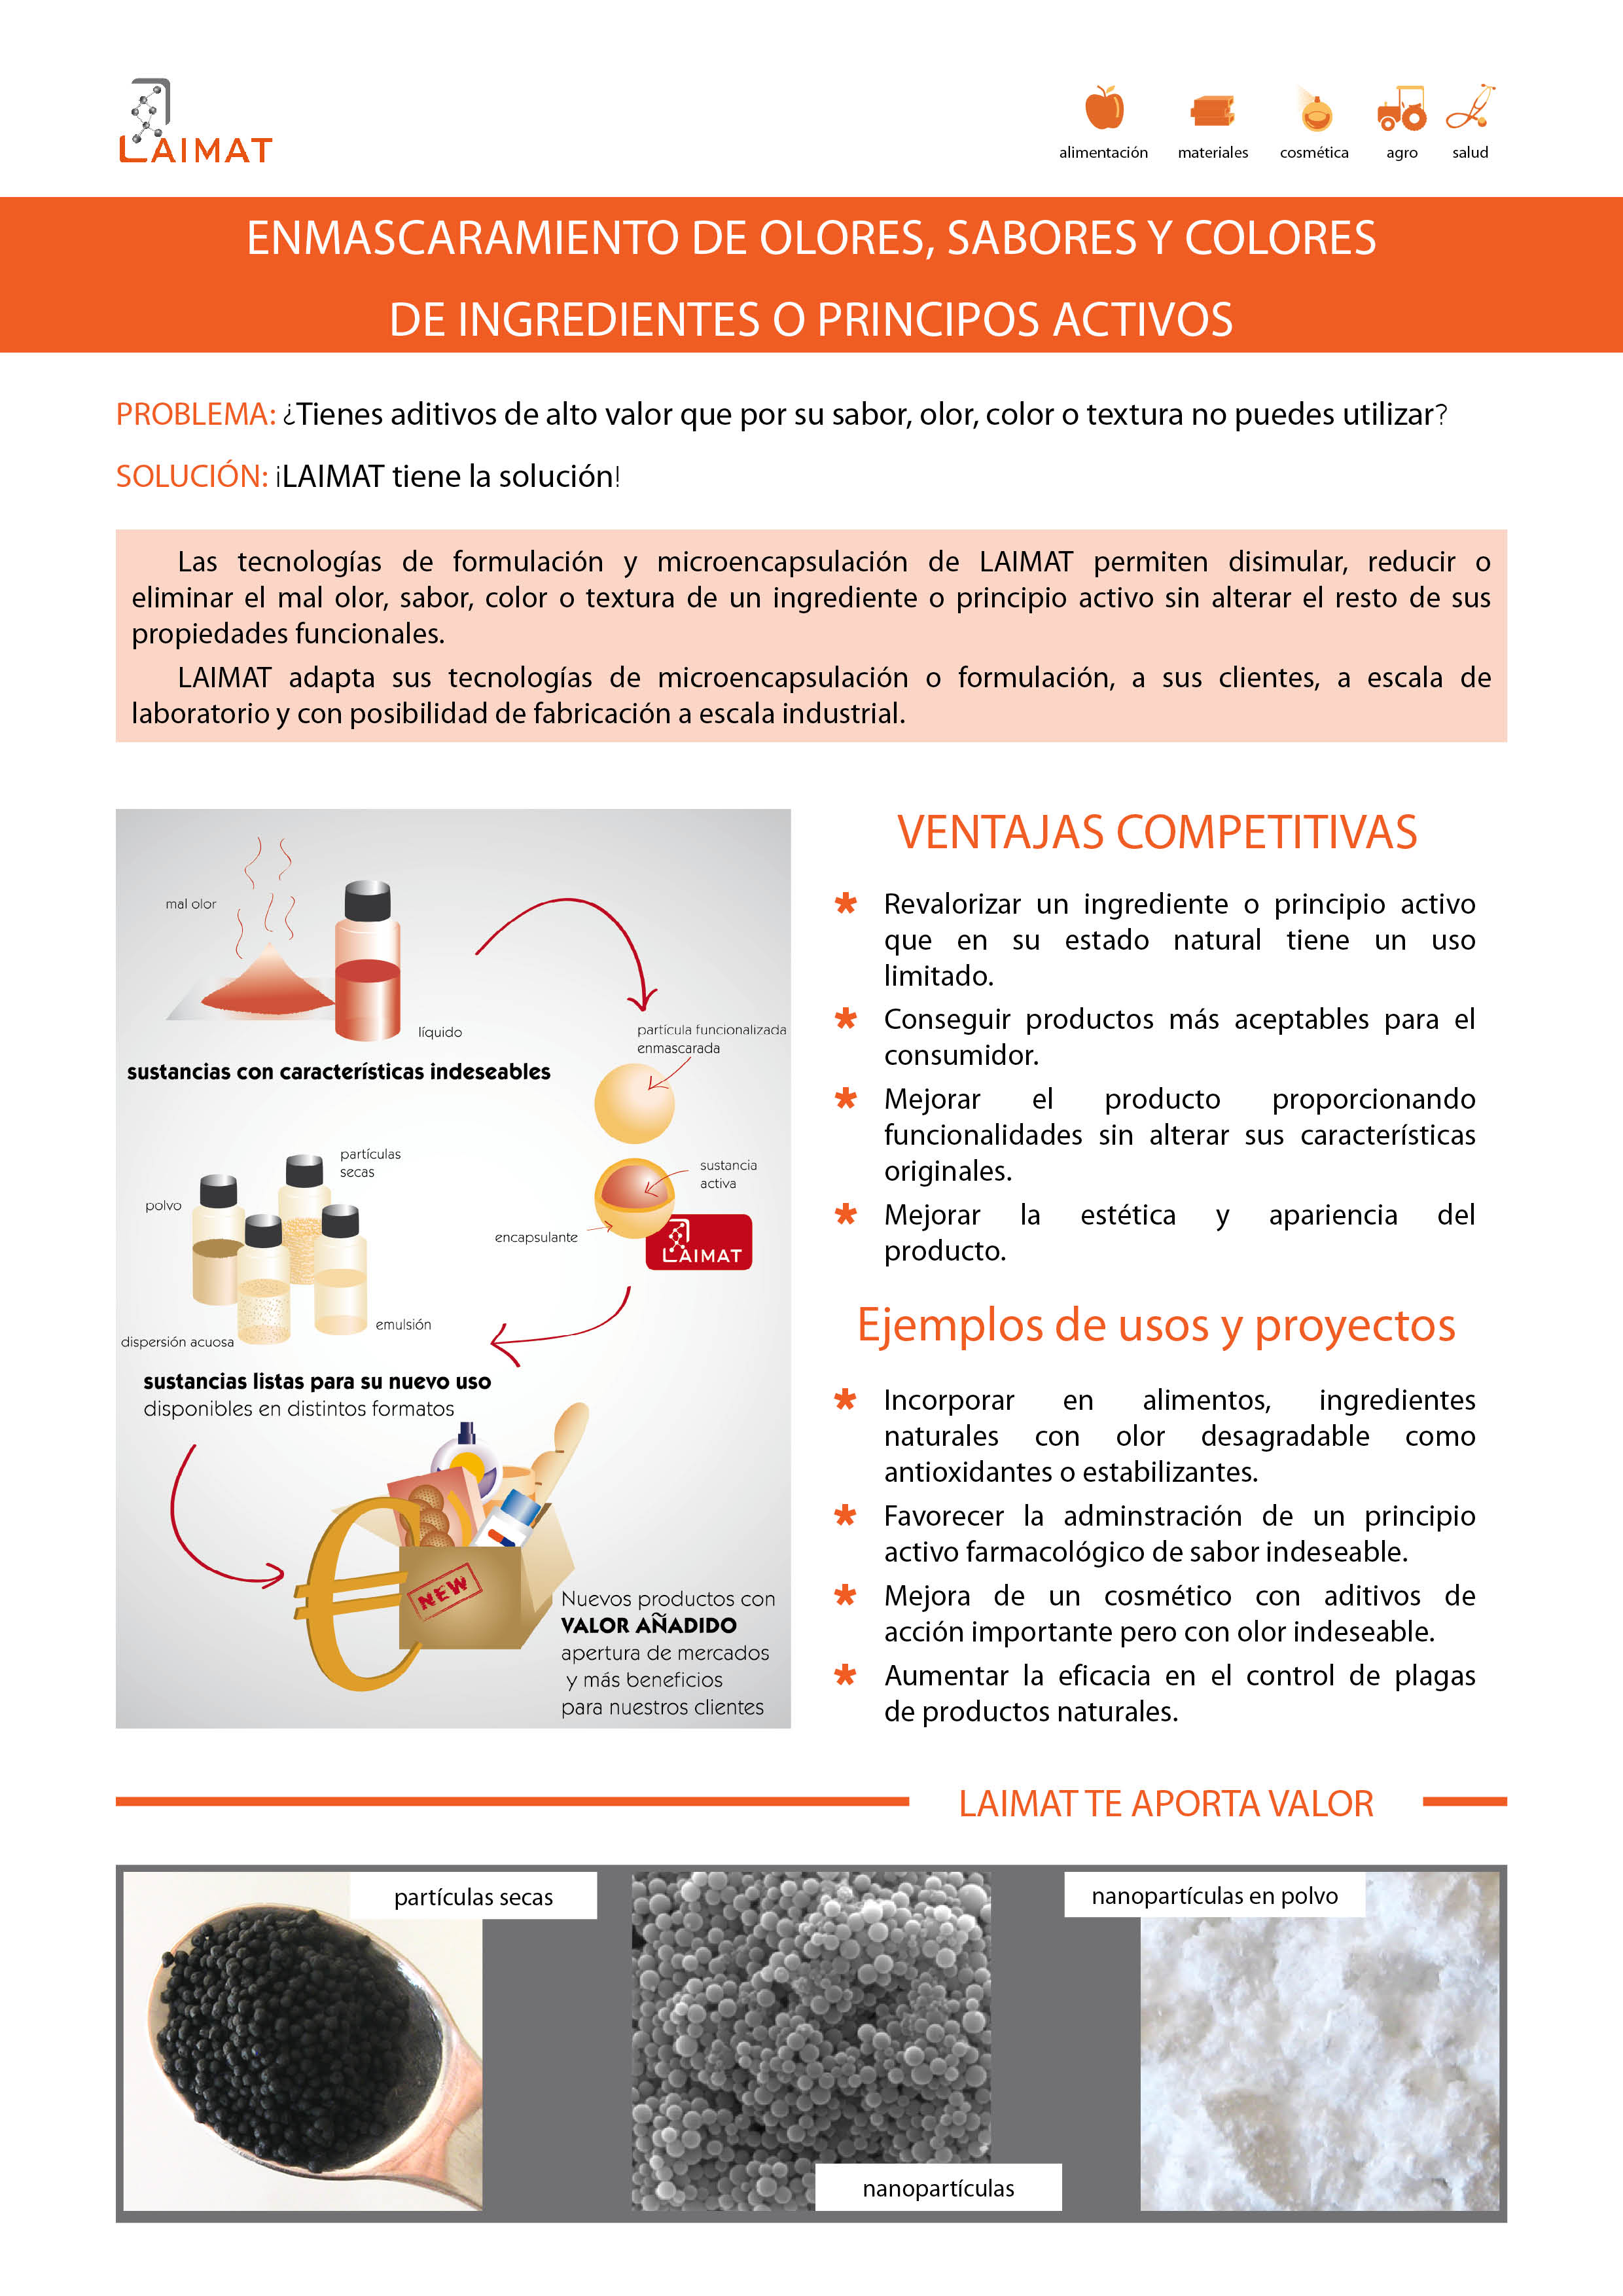 LAIMAT
alimentación
materiales
cosmética
agro
salud
ENMASCARAMIENTO DE OLORES, SABORES Y COLORES
DE INGREDIENTES O PRINCIPOS ACTIVOS
PROBLEMA: ¿Tienes aditivos de alto valor que por su sabor, olor, color o textura no puedes utilizar?
SOLUCIÓN: ¡LAIMAT tiene la solución!
Las tecnologías de formulación y microencapsulación de LAIMAT permiten disimular, reducir o
eliminar el mal olor, sabor, color o textura de un ingrediente o principio activo sin alterar el resto de sus
propiedades funcionales.
LAIMAT adapta sus tecnologías de microencapsulación o formulación, a sus clientes, a escala de
laboratorio y con posibilidad de fabricación a escala industrial.
mal olor
líquido
sustancias con características indeseables
partícula funcionalizada
enmascarada
sustancia
activa
encapsulante
LAIMAT
partículas
secas
polvo
emulsión
dispersión acuosa
sustancias listas para su nuevo uso
disponibles en distintos formatos
NEW
€
Nuevos productos con
VALOR AÑADIDO
apertura de mercados
y más beneficios
para nuestros clientes
VENTAJAS COMPETITIVAS
* Revalorizar un ingrediente o principio activo
que en su estado natural tiene un uso
limitado.
* Conseguir productos más aceptables para el
consumidor.
* Mejorar el producto proporcionando
funcionalidades sin alterar sus características
originales.
* Mejorar la estética y apariencia del
producto.
Ejemplos de usos y proyectos
* Incorporar en alimentos, ingredientes
naturales con olor desagradable como
antioxidantes o estabilizantes.
* Favorecer la adminstración de un principio
activo farmacológico de sabor indeseable.
* Mejora de un cosmético con aditivos de
acción importante pero con olor indeseable.
* Aumentar la eficacia en el control de plagas
de productos naturales.
LAIMAT TE APORTA VALOR
partículas secas
nanopartículas
nanopartículas en polvo